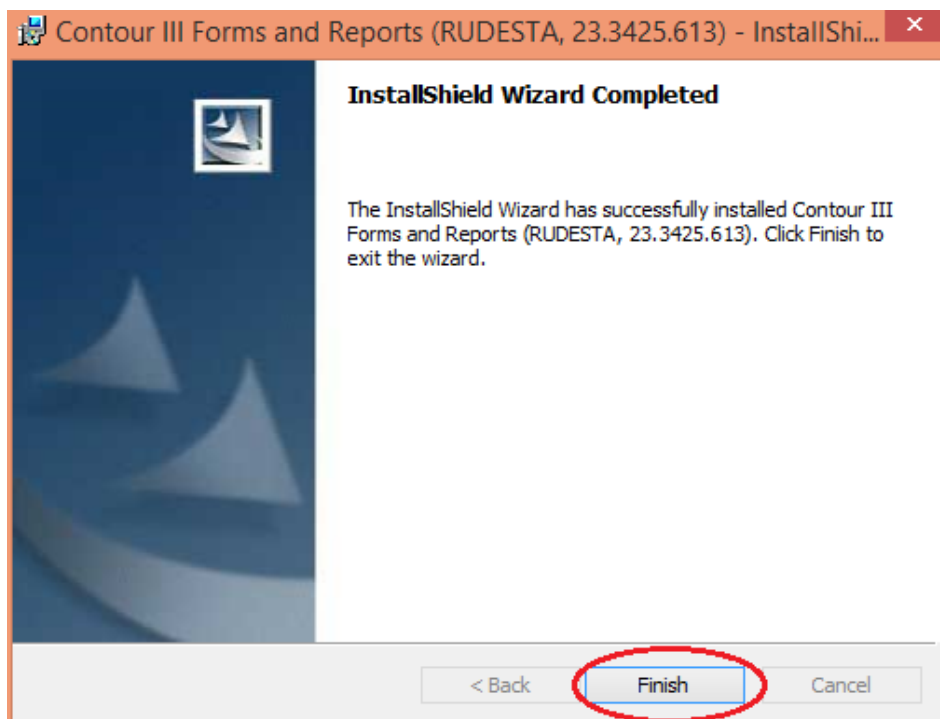 Contour III Forms and Reports (RUDESTA, 23.3425.613) - InstallShi...
InstallShield Wizard Completed
The InstallShield Wizard has successfully installed Contour III
Forms and Reports (RUDESTA, 23.3425.613). Click Finish to
exit the wizard.
< Back Finish Cancel